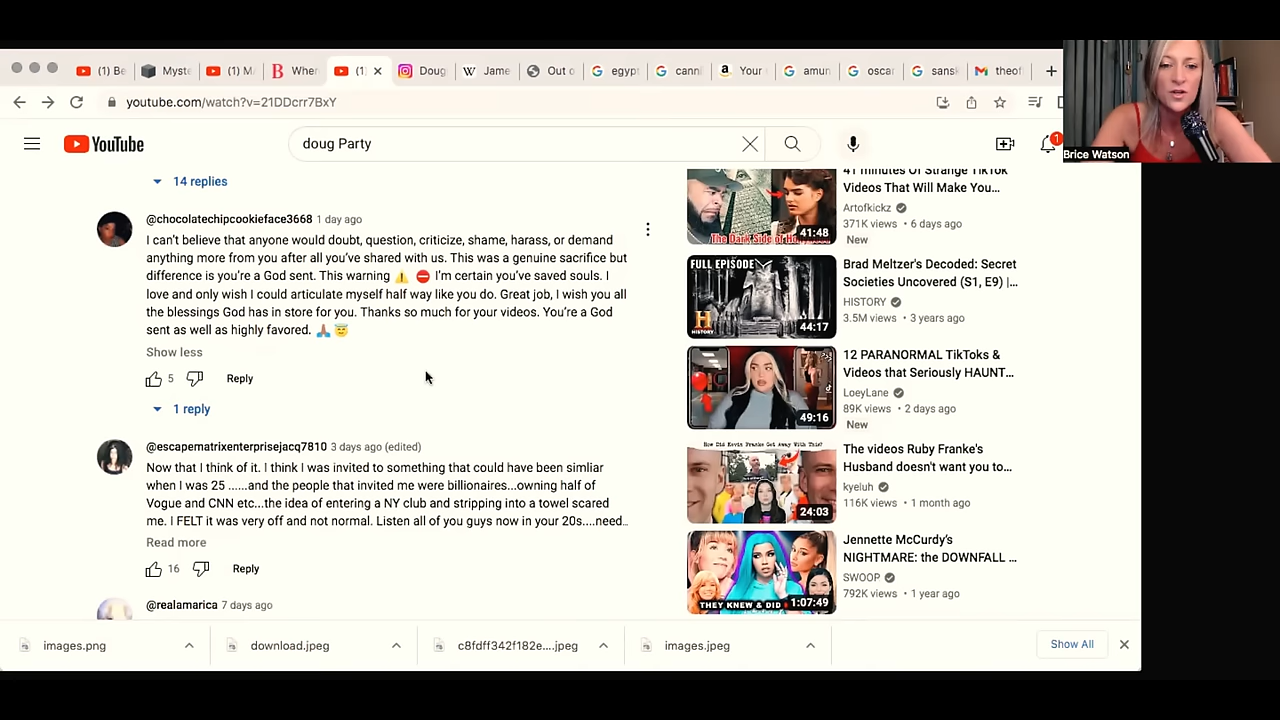 (1) Be
Myste
(1) M
Wher
(1)
Doug
Jame
Out o
egypt
canni
Your
amun
oscar
sansk
theof
youtube.com/watch?v=21DDcrr7BxY
YouTube
doug Party
1
Brice Watson
14 replies
@chocolatechipcookieface3668 1 day ago
I can't believe that anyone would doubt, question, criticize, shame, harass, or demand
anything more from you after all you've shared with us. This was a genuine sacrifice but
difference is you're a God sent. This warning ⚠️ ⛔ I'm certain you've saved souls. I
love and only wish I could articulate myself half way like you do. Great job, I wish you all
the blessings God has in store for you. Thanks so much for your videos. You're a God
sent as well as highly favored. 🙏🏽 😇
Show less
5
Reply
1 reply
@escapematrixenterprisejacq7810 3 days ago (edited)
Now that I think of it. I think I was invited to something that could have been simliar
when I was 25 ......and the people that invited me were billionaires...owning half of
Vogue and CNN etc...the idea of entering a NY club and stripping into a towel scared
me. I FELT it was very off and not normal. Listen all of you guys now in your 20s....need..
Read more
16
Reply
@realamarica 7 days ago
41 minutes Of Strange TikTok
Videos That Will Make You...
Artofkickz
371K views • 6 days ago
New
The Dark Side of
41:48
Brad Meltzer's Decoded: Secret
Societies Uncovered (S1, E9) |...
HISTORY
3.5M views • 3 years ago
FULL EPISODE
H
HISTORY
44:17
12 PARANORMAL TikToks &
Videos that Seriously HAUNT...
LoeyLane
89K views • 2 days ago
New
49:16
The videos Ruby Franke's
Husband doesn't want you to...
kyeluh
116K views • 1 month ago
How Did Kevin Franke Get Away With This?
24:03
Jennette McCurdy's
NIGHTMARE: the DOWNFALL ...
SWOOP
792K views • 1 year ago
THEY KNEW & DID
1:07:49
images.png
download.jpeg
c8fdff342f182e....jpeg
images.jpeg
Show All